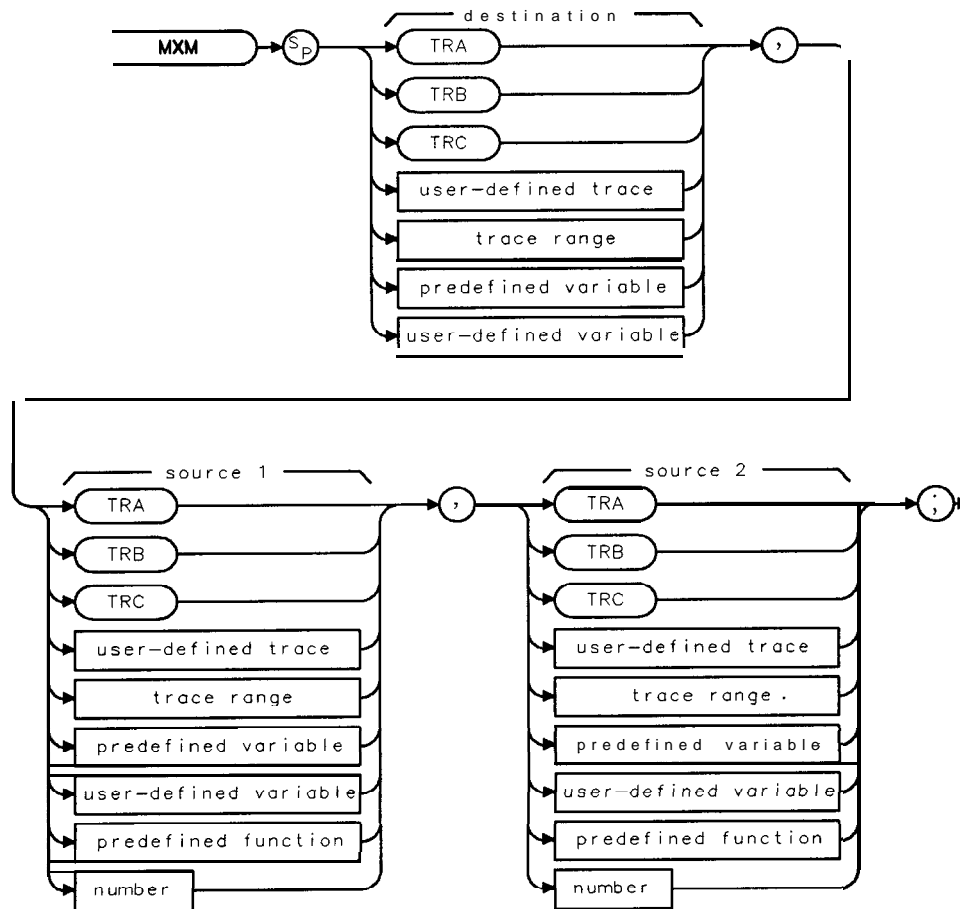 destination
MXM SP TRA ,
TRB
TRC
user-defined trace
trace range
predefined variable
user-defined variable
source 1
TRA ,
TRB
TRC
user-defined trace
trace range
predefined variable
user-defined variable
predefined function
number
source 2
TRA ;
TRB
TRC
user-defined trace
trace range.
predefined variable
user-defined variable
predefined function
number